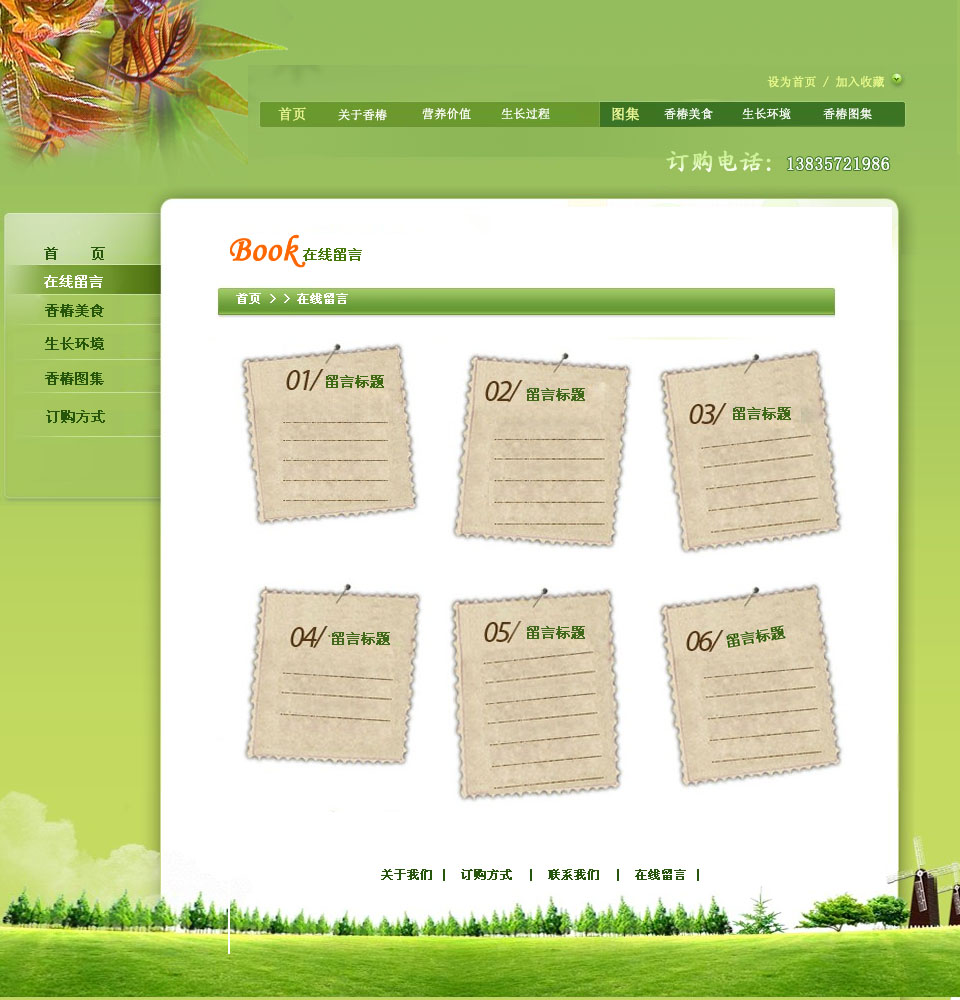 设为首页 / 加入收藏
首页 关于香椿 营养价值 生长过程 图集 香椿美食 生长环境 香椿图集
订购电话: 13835721986
首 页
在线留言
香椿美食
生长环境
香椿图集
订购方式
Book在线留言
首页 >> 在线留言
01/ 留言标题
02/ 留言标题
03/ 留言标题
04/ 留言标题
05/ 留言标题
06/ 留言标题
关于我们 | 订购方式 | 联系我们 | 在线留言 |